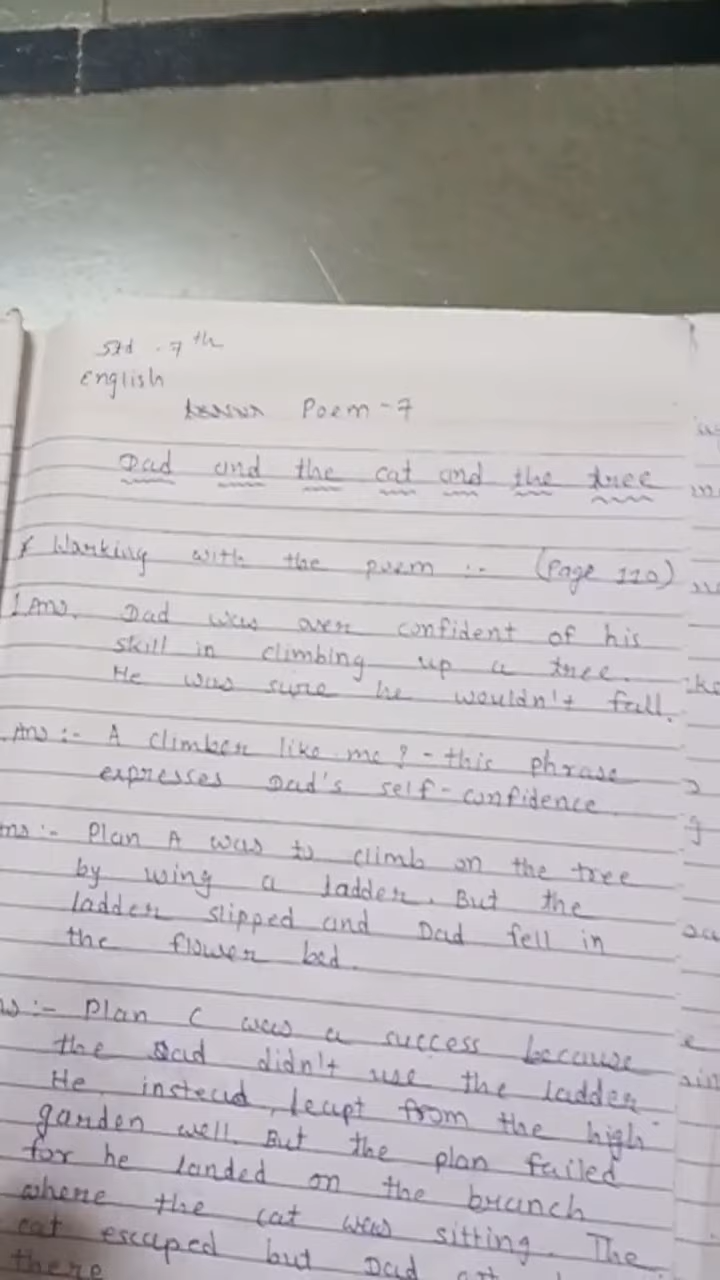 Std . 7th
English
Poem - 7
Dad and the cat and the tree
* Working with the poem :- (Page 110)
1 Ans. Dad was over confident of his
skill in climbing up a tree.
He was sure he wouldn't fall.
. Ans :- A climber like me? - this phrase
expresses Dad's self-confidence.
ns :- Plan A was to climb on the tree
by wing a ladder. But the
ladder slipped and Dad fell in
the flower bed.
s :- Plan C was a success because
the Dad didn't use the ladder
He instead, leapt from the high
garden well. But the plan failed
for he landed on the branch
where the cat was sitting. The
cat escaped but Dad
there